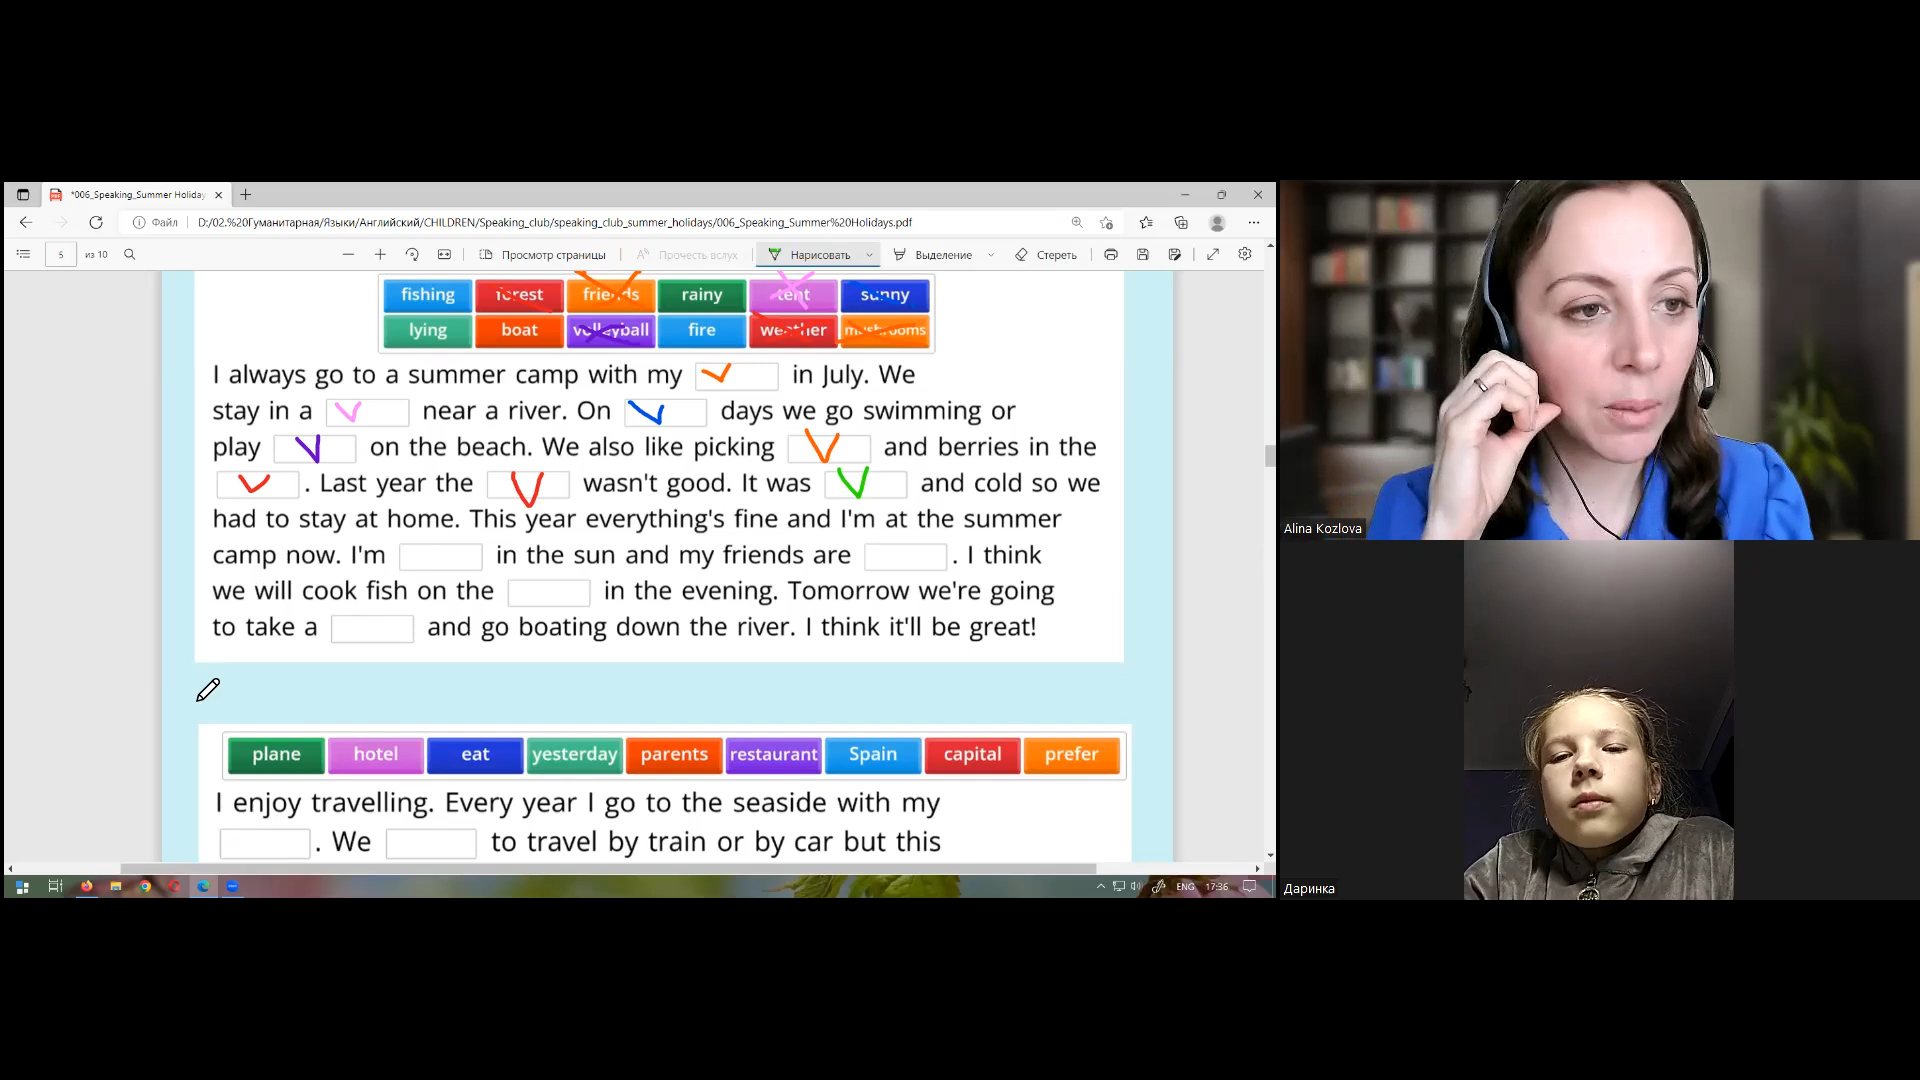 *006_Speaking_Summer Holiday
Файл D:/02.%20Гуманитарная/Языки/Английский/CHILDREN/Speaking_club/speaking_club_summer_holidays/006_Speaking_Summer%20Holidays.pdf
5 из 10 Просмотр страницы Прочесть вслух Нарисовать Выделение Стереть
fishing forest friends rainy tent sunny
lying boat volleyball fire weather mushrooms
I always go to a summer camp with my in July. We
stay in a near a river. On days we go swimming or
play on the beach. We also like picking and berries in the
. Last year the wasn't good. It was and cold so we
had to stay at home. This year everything's fine and I'm at the summer
camp now. I'm in the sun and my friends are . I think
we will cook fish on the in the evening. Tomorrow we're going
to take a and go boating down the river. I think it'll be great!
plane hotel eat yesterday parents restaurant Spain capital prefer
I enjoy travelling. Every year I go to the seaside with my
. We to travel by train or by car but this
ENG 17:36
Alina Kozlova
Даринка